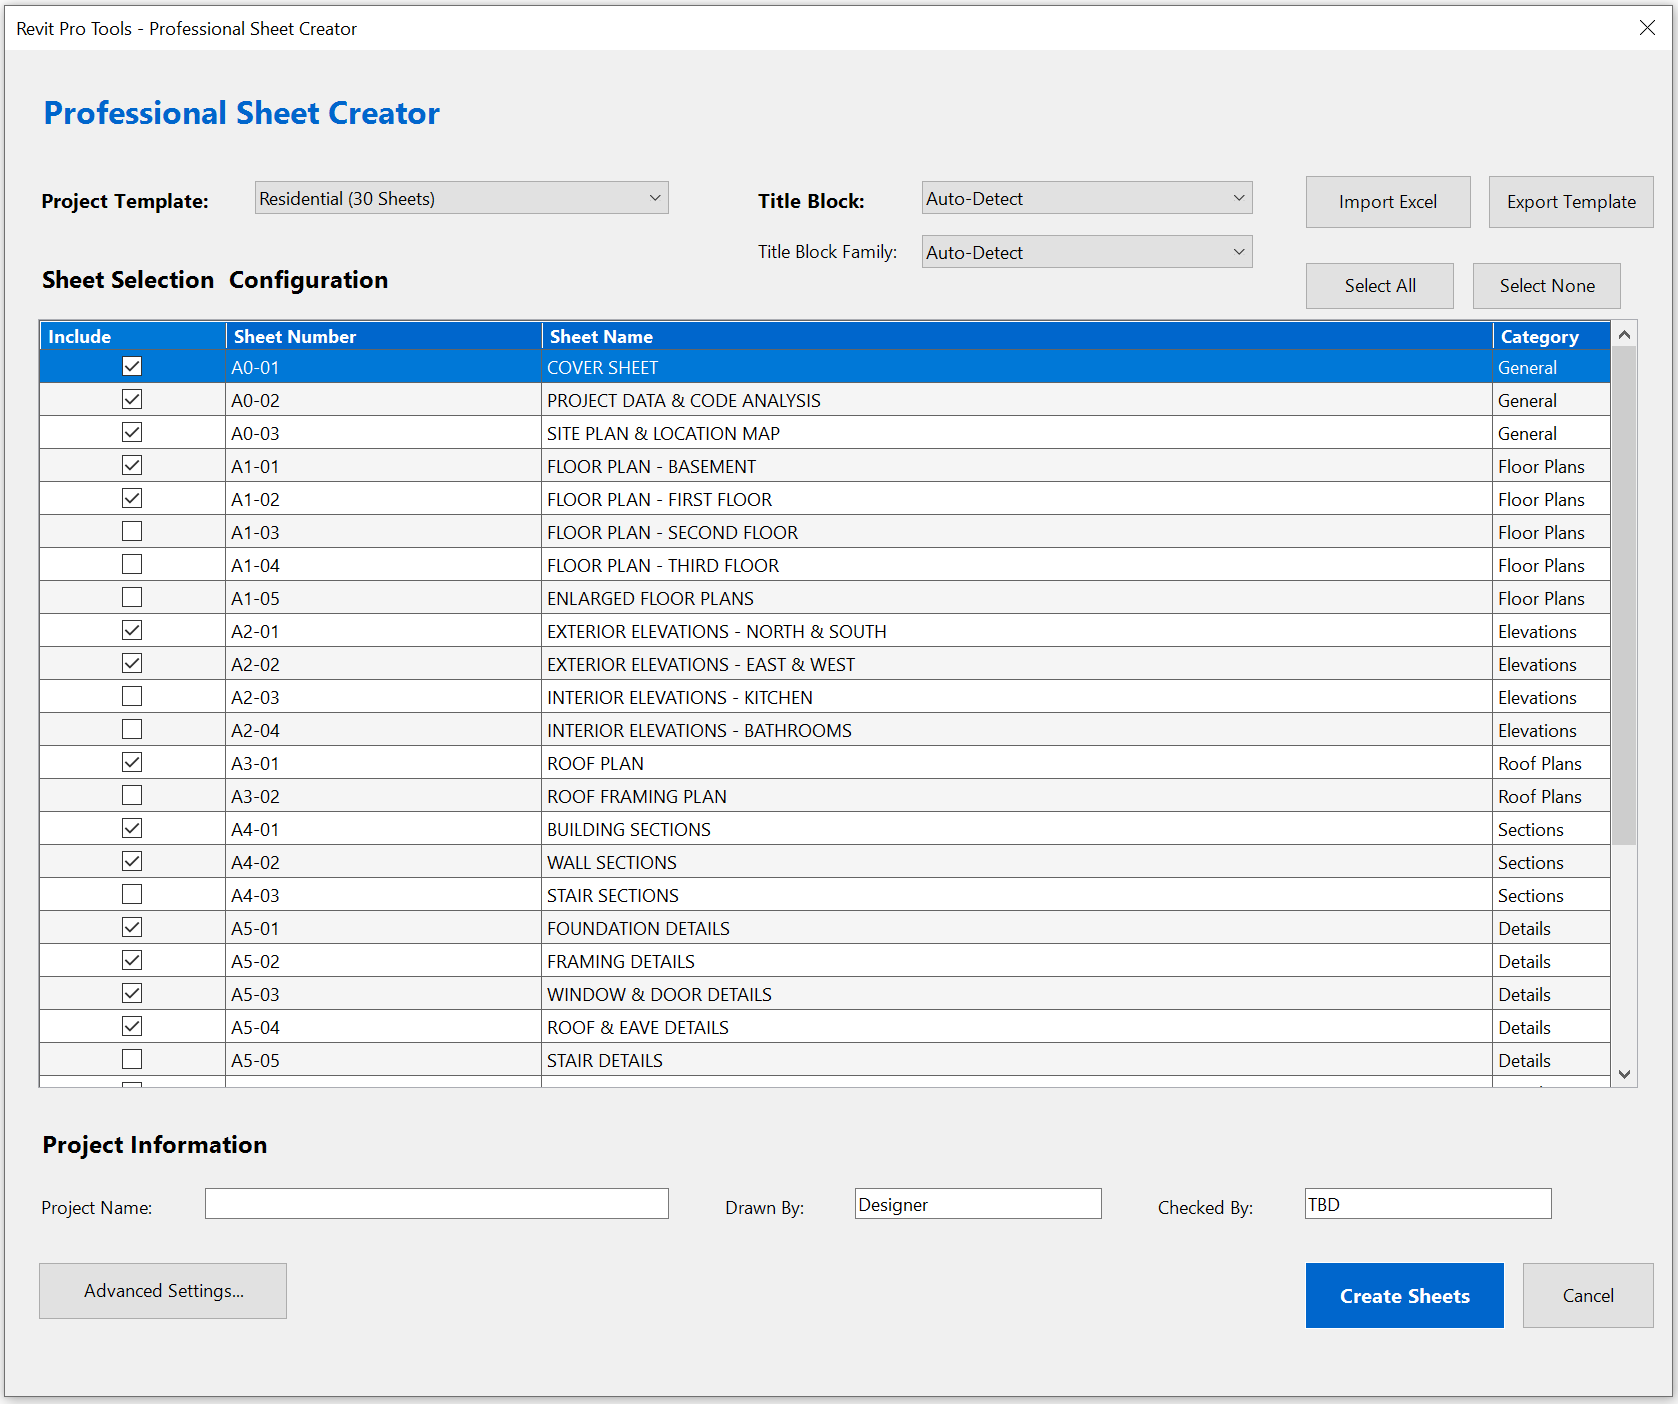 Revit Pro Tools - Professional Sheet Creator
Professional Sheet Creator
Project Template: Residential (30 Sheets) Title Block: Auto-Detect Import Excel Export Template
Title Block Family: Auto-Detect
Sheet Selection Configuration Select All Select None
Include Sheet Number Sheet Name Category
A0-01 COVER SHEET General
A0-02 PROJECT DATA & CODE ANALYSIS General
A0-03 SITE PLAN & LOCATION MAP General
A1-01 FLOOR PLAN - BASEMENT Floor Plans
A1-02 FLOOR PLAN - FIRST FLOOR Floor Plans
A1-03 FLOOR PLAN - SECOND FLOOR Floor Plans
A1-04 FLOOR PLAN - THIRD FLOOR Floor Plans
A1-05 ENLARGED FLOOR PLANS Floor Plans
A2-01 EXTERIOR ELEVATIONS - NORTH & SOUTH Elevations
A2-02 EXTERIOR ELEVATIONS - EAST & WEST Elevations
A2-03 INTERIOR ELEVATIONS - KITCHEN Elevations
A2-04 INTERIOR ELEVATIONS - BATHROOMS Elevations
A3-01 ROOF PLAN Roof Plans
A3-02 ROOF FRAMING PLAN Roof Plans
A4-01 BUILDING SECTIONS Sections
A4-02 WALL SECTIONS Sections
A4-03 STAIR SECTIONS Sections
A5-01 FOUNDATION DETAILS Details
A5-02 FRAMING DETAILS Details
A5-03 WINDOW & DOOR DETAILS Details
A5-04 ROOF & EAVE DETAILS Details
A5-05 STAIR DETAILS Details
Project Information
Project Name: Drawn By: Designer Checked By: TBD
Advanced Settings... Create Sheets Cancel